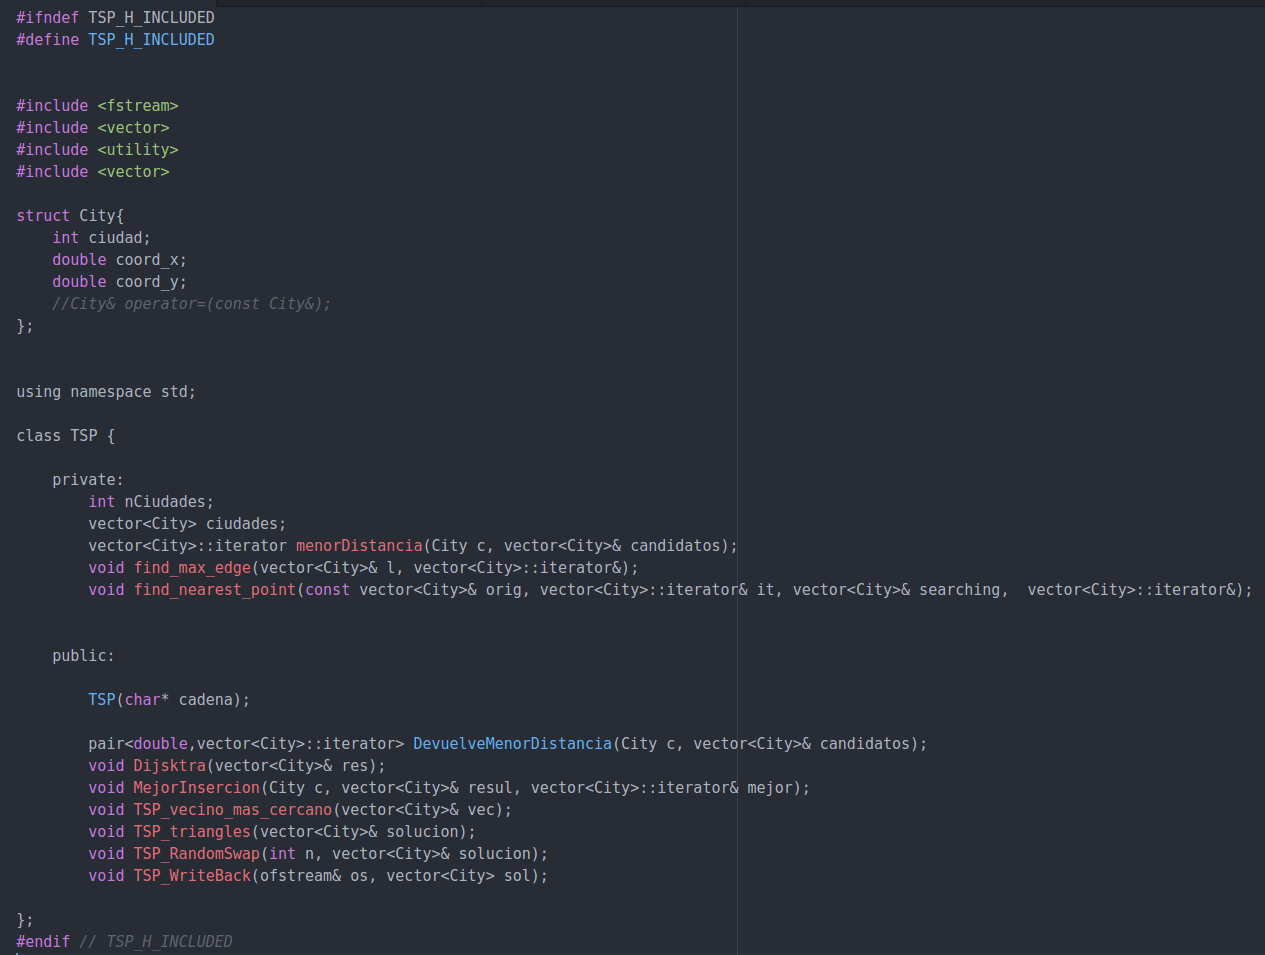 #ifndef TSP_H_INCLUDED
#define TSP_H_INCLUDED
#include <fstream>
#include <vector>
#include <utility>
#include <vector>
struct City{
    int ciudad;
    double coord_x;
    double coord_y;
    //City& operator=(const City&);
};
using namespace std;
class TSP {
    private:
        int nCiudades;
        vector<City> ciudades;
        vector<City>::iterator menorDistancia(City c, vector<City>& candidatos);
        void find_max_edge(vector<City>& l, vector<City>::iterator&);
        void find_nearest_point(const vector<City>& orig, vector<City>::iterator& it, vector<City>& searching,  vector<City>::iterator&);
    public:
        TSP(char* cadena);
        pair<double,vector<City>::iterator> DevuelveMenorDistancia(City c, vector<City>& candidatos);
        void Dijsktra(vector<City>& res);
        void MejorInsercion(City c, vector<City>& resul, vector<City>::iterator& mejor);
        void TSP_vecino_mas_cercano(vector<City>& vec);
        void TSP_triangles(vector<City>& solucion);
        void TSP_RandomSwap(int n, vector<City>& solucion);
        void TSP_WriteBack(ofstream& os, vector<City> sol);
};
#endif // TSP_H_INCLUDED